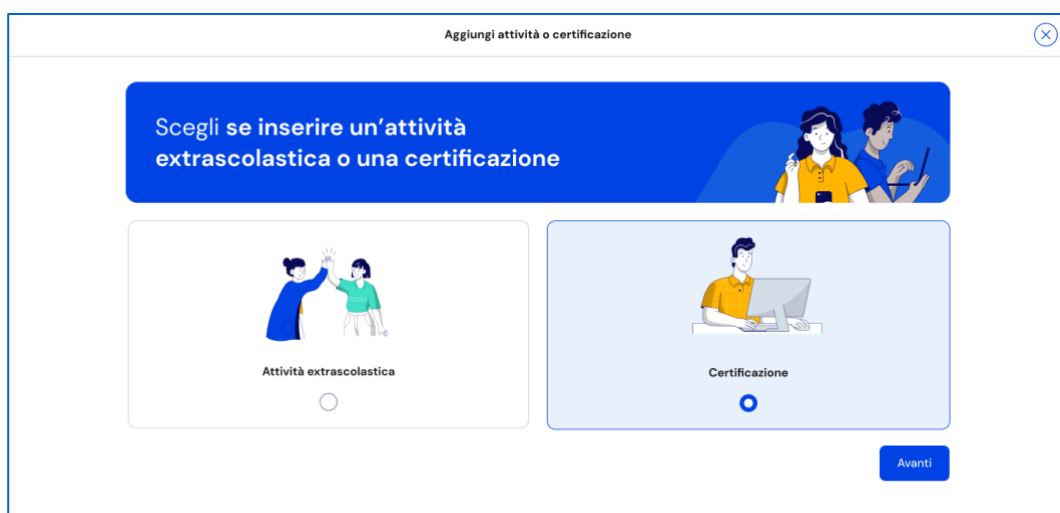 Aggiungi attività o certificazione
Scegli se inserire un’attività
extrascolastica o una certificazione
Attività extrascolastica
Certificazione
Avanti